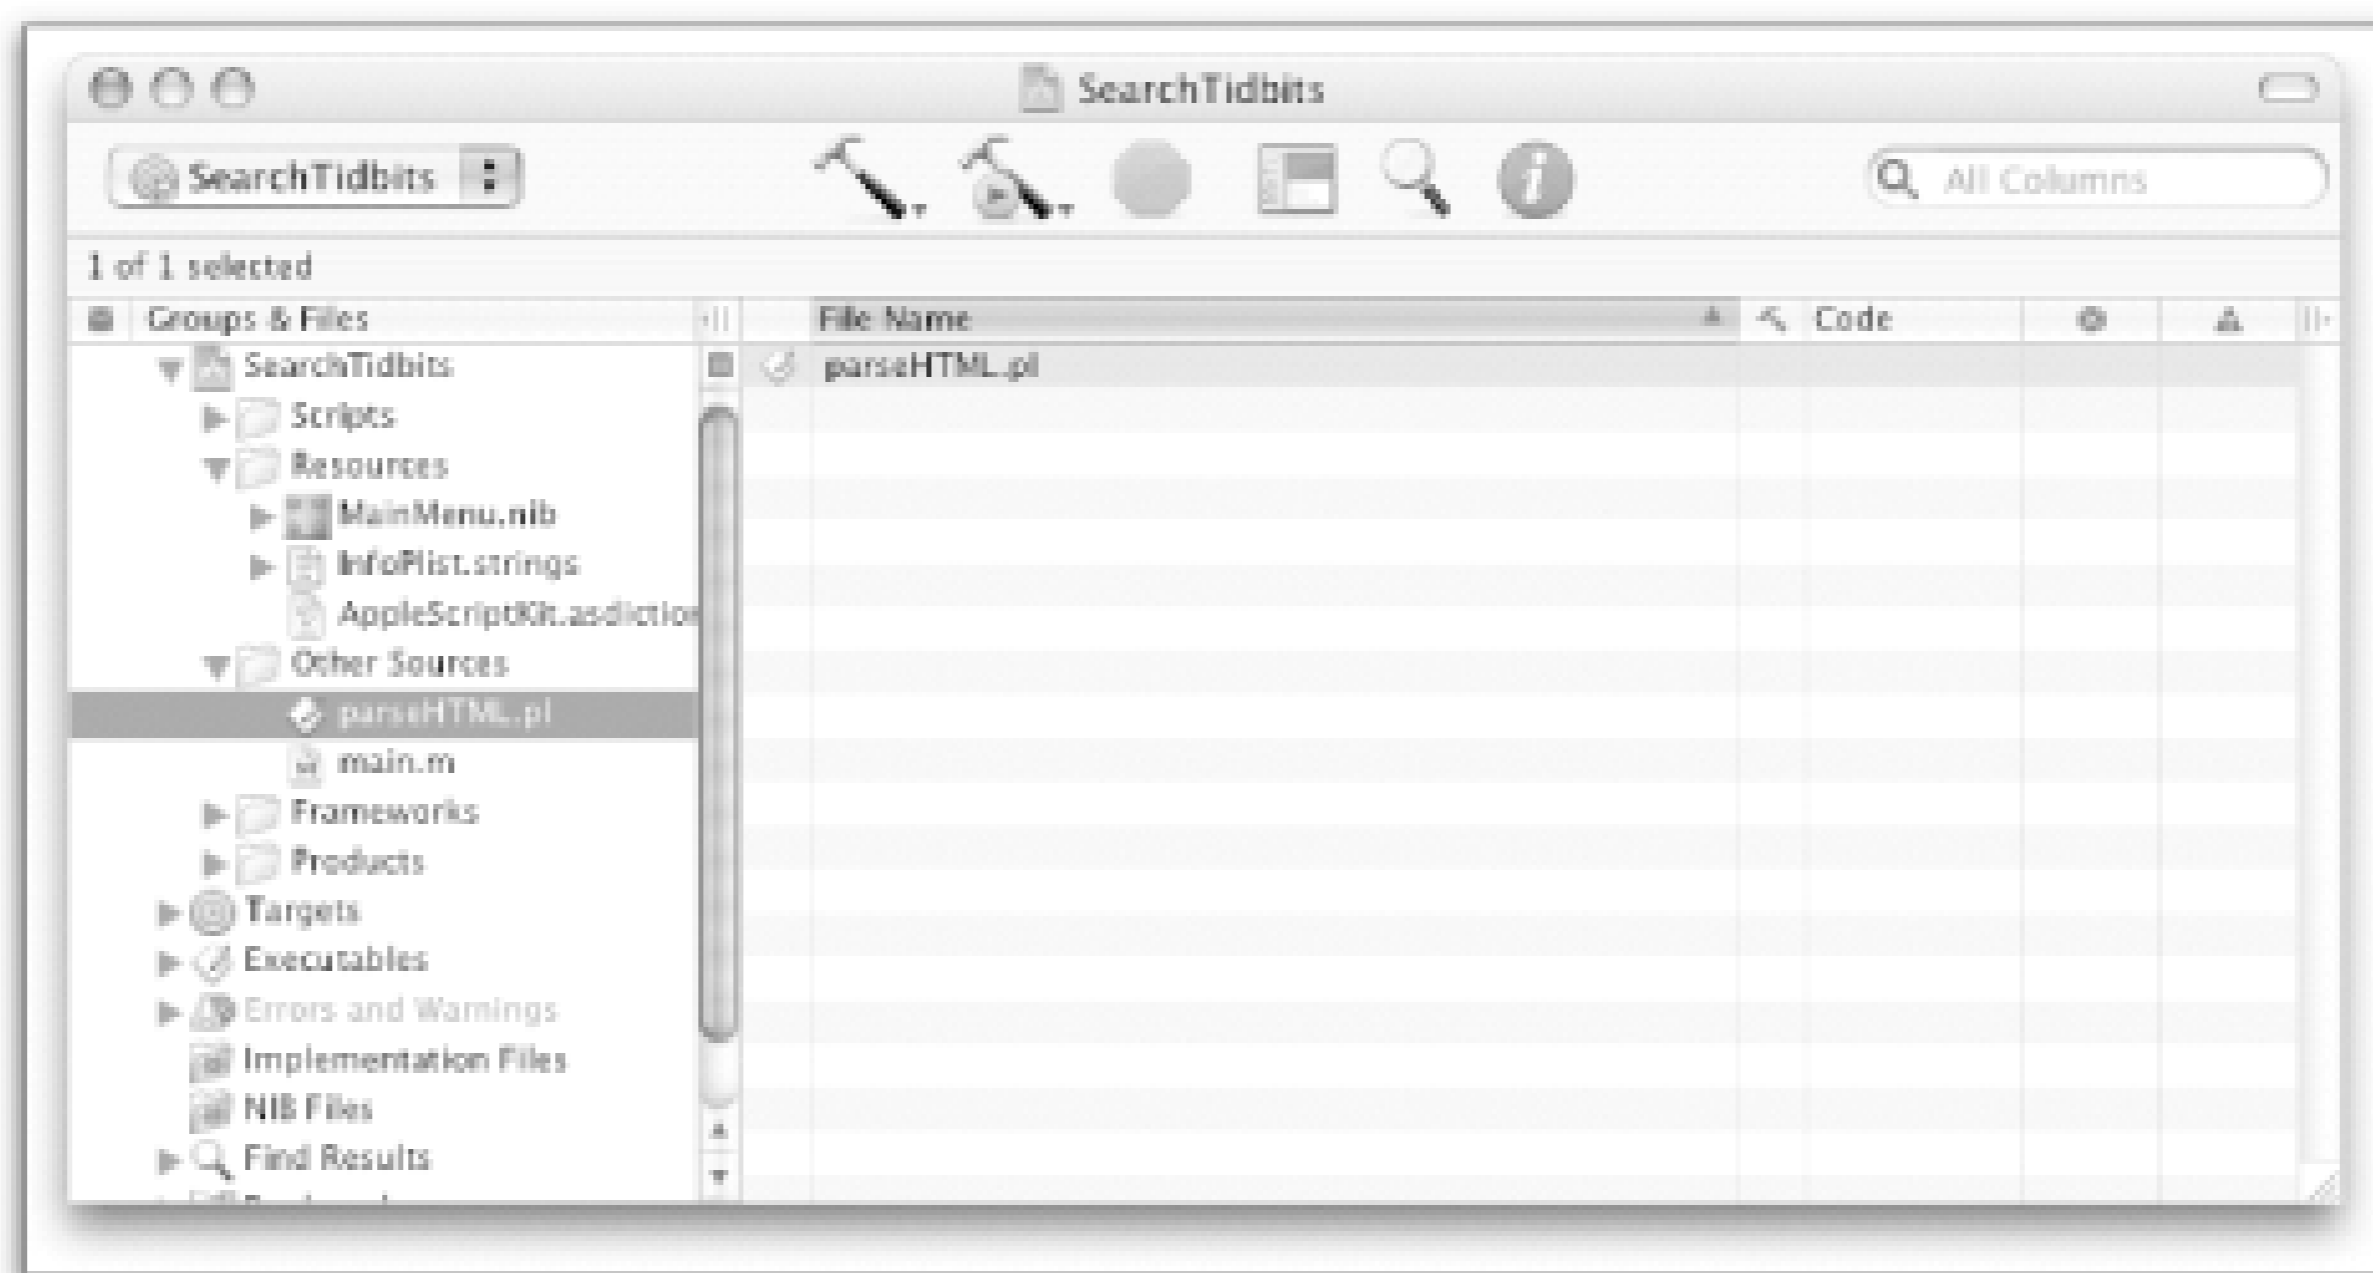 SearchTidbits
SearchTidbits
All Columns
1 of 1 selected
Groups & Files
File Name
Code
SearchTidbits
parseHTML.pl
Scripts
Resources
MainMenu.nib
InfoPlist.strings
AppleScriptKit.asdiction
Other Sources
parseHTML.pl
main.m
Frameworks
Products
Targets
Executables
Errors and Warnings
Implementation Files
NIB Files
Find Results